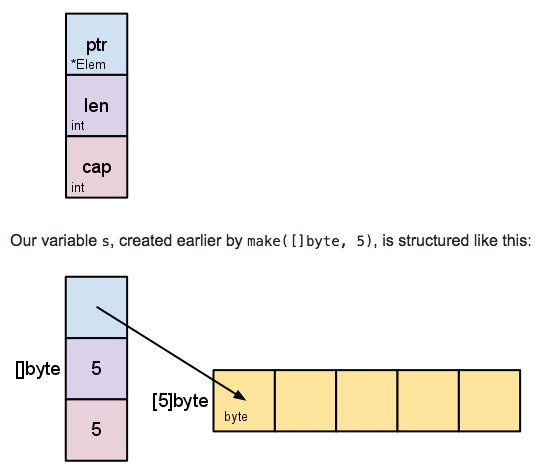 ptr
*Elem
len
int
cap
int
Our variable s, created earlier by make([]byte, 5), is structured like this:
[]byte
5
5
[5]byte
byte